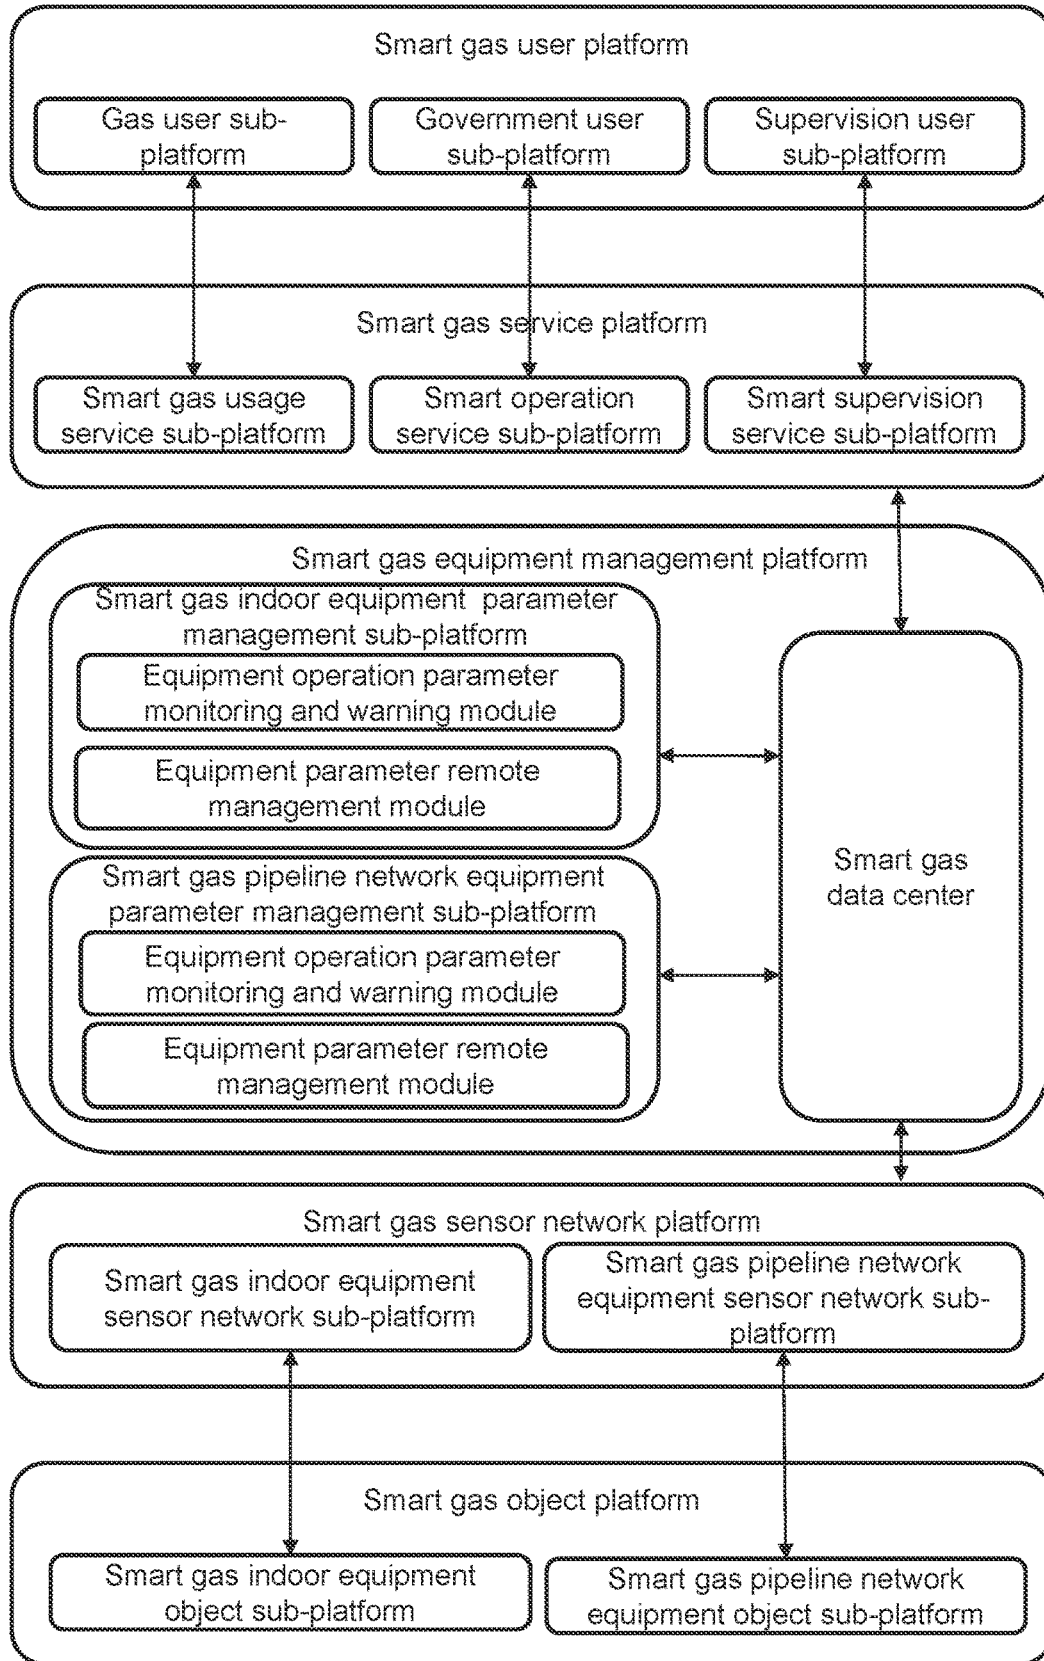 Smart gas user platform
Gas user sub-
platform
Government user
sub-platform
Supervision user
sub-platform
Smart gas service platform
Smart gas usage
service sub-platform
Smart operation
service sub-platform
Smart supervision
service sub-platform
Smart gas equipment management platform
Smart gas indoor equipment parameter
management sub-platform
Equipment operation parameter
monitoring and warning module
Equipment parameter remote
management module
Smart gas pipeline network equipment
parameter management sub-platform
Equipment operation parameter
monitoring and warning module
Equipment parameter remote
management module
Smart gas
data center
Smart gas sensor network platform
Smart gas indoor equipment
sensor network sub-platform
Smart gas pipeline network
equipment sensor network sub-
platform
Smart gas object platform
Smart gas indoor equipment
object sub-platform
Smart gas pipeline network
equipment object sub-platform